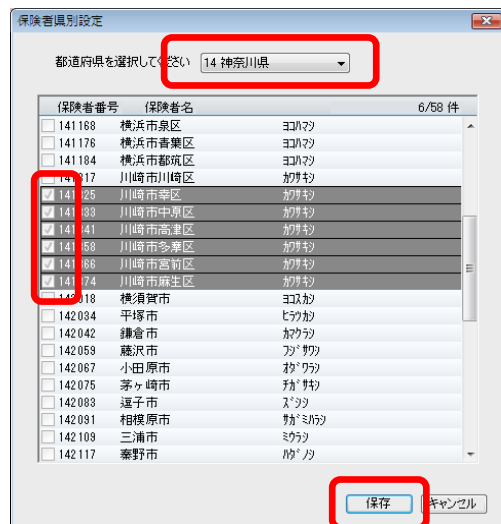 保険者県別設定
都道府県を選択してください 14 神奈川県
保険者番号 保険者名 6/58 件
141168 横浜市泉区 ﾖｺﾊﾏｼ
141176 横浜市青葉区 ﾖｺﾊﾏｼ
141184 横浜市都筑区 ﾖｺﾊﾏｼ
141317 川崎市川崎区 ｶﾜｻｷｼ
141325 川崎市幸区 ｶﾜｻｷｼ
141333 川崎市中原区 ｶﾜｻｷｼ
141341 川崎市高津区 ｶﾜｻｷｼ
141358 川崎市多摩区 ｶﾜｻｷｼ
141366 川崎市宮前区 ｶﾜｻｷｼ
141374 川崎市麻生区 ｶﾜｻｷｼ
142018 横須賀市 ﾖｺｽｶｼ
142034 平塚市 ﾋﾗﾂｶｼ
142042 鎌倉市 ｶﾏｸﾗｼ
142059 藤沢市 ﾌｼﾞｻﾜｼ
142067 小田原市 ｵﾀﾞﾜﾗｼ
142075 茅ヶ崎市 ﾁｶﾞｻｷｼ
142083 逗子市 ｽﾞｼｼ
142091 相模原市 ｻｶﾞﾐﾊﾗｼ
142109 三浦市 ﾐｳﾗｼ
142117 秦野市 ﾊﾀﾞﾉｼ
保存 キャンセル